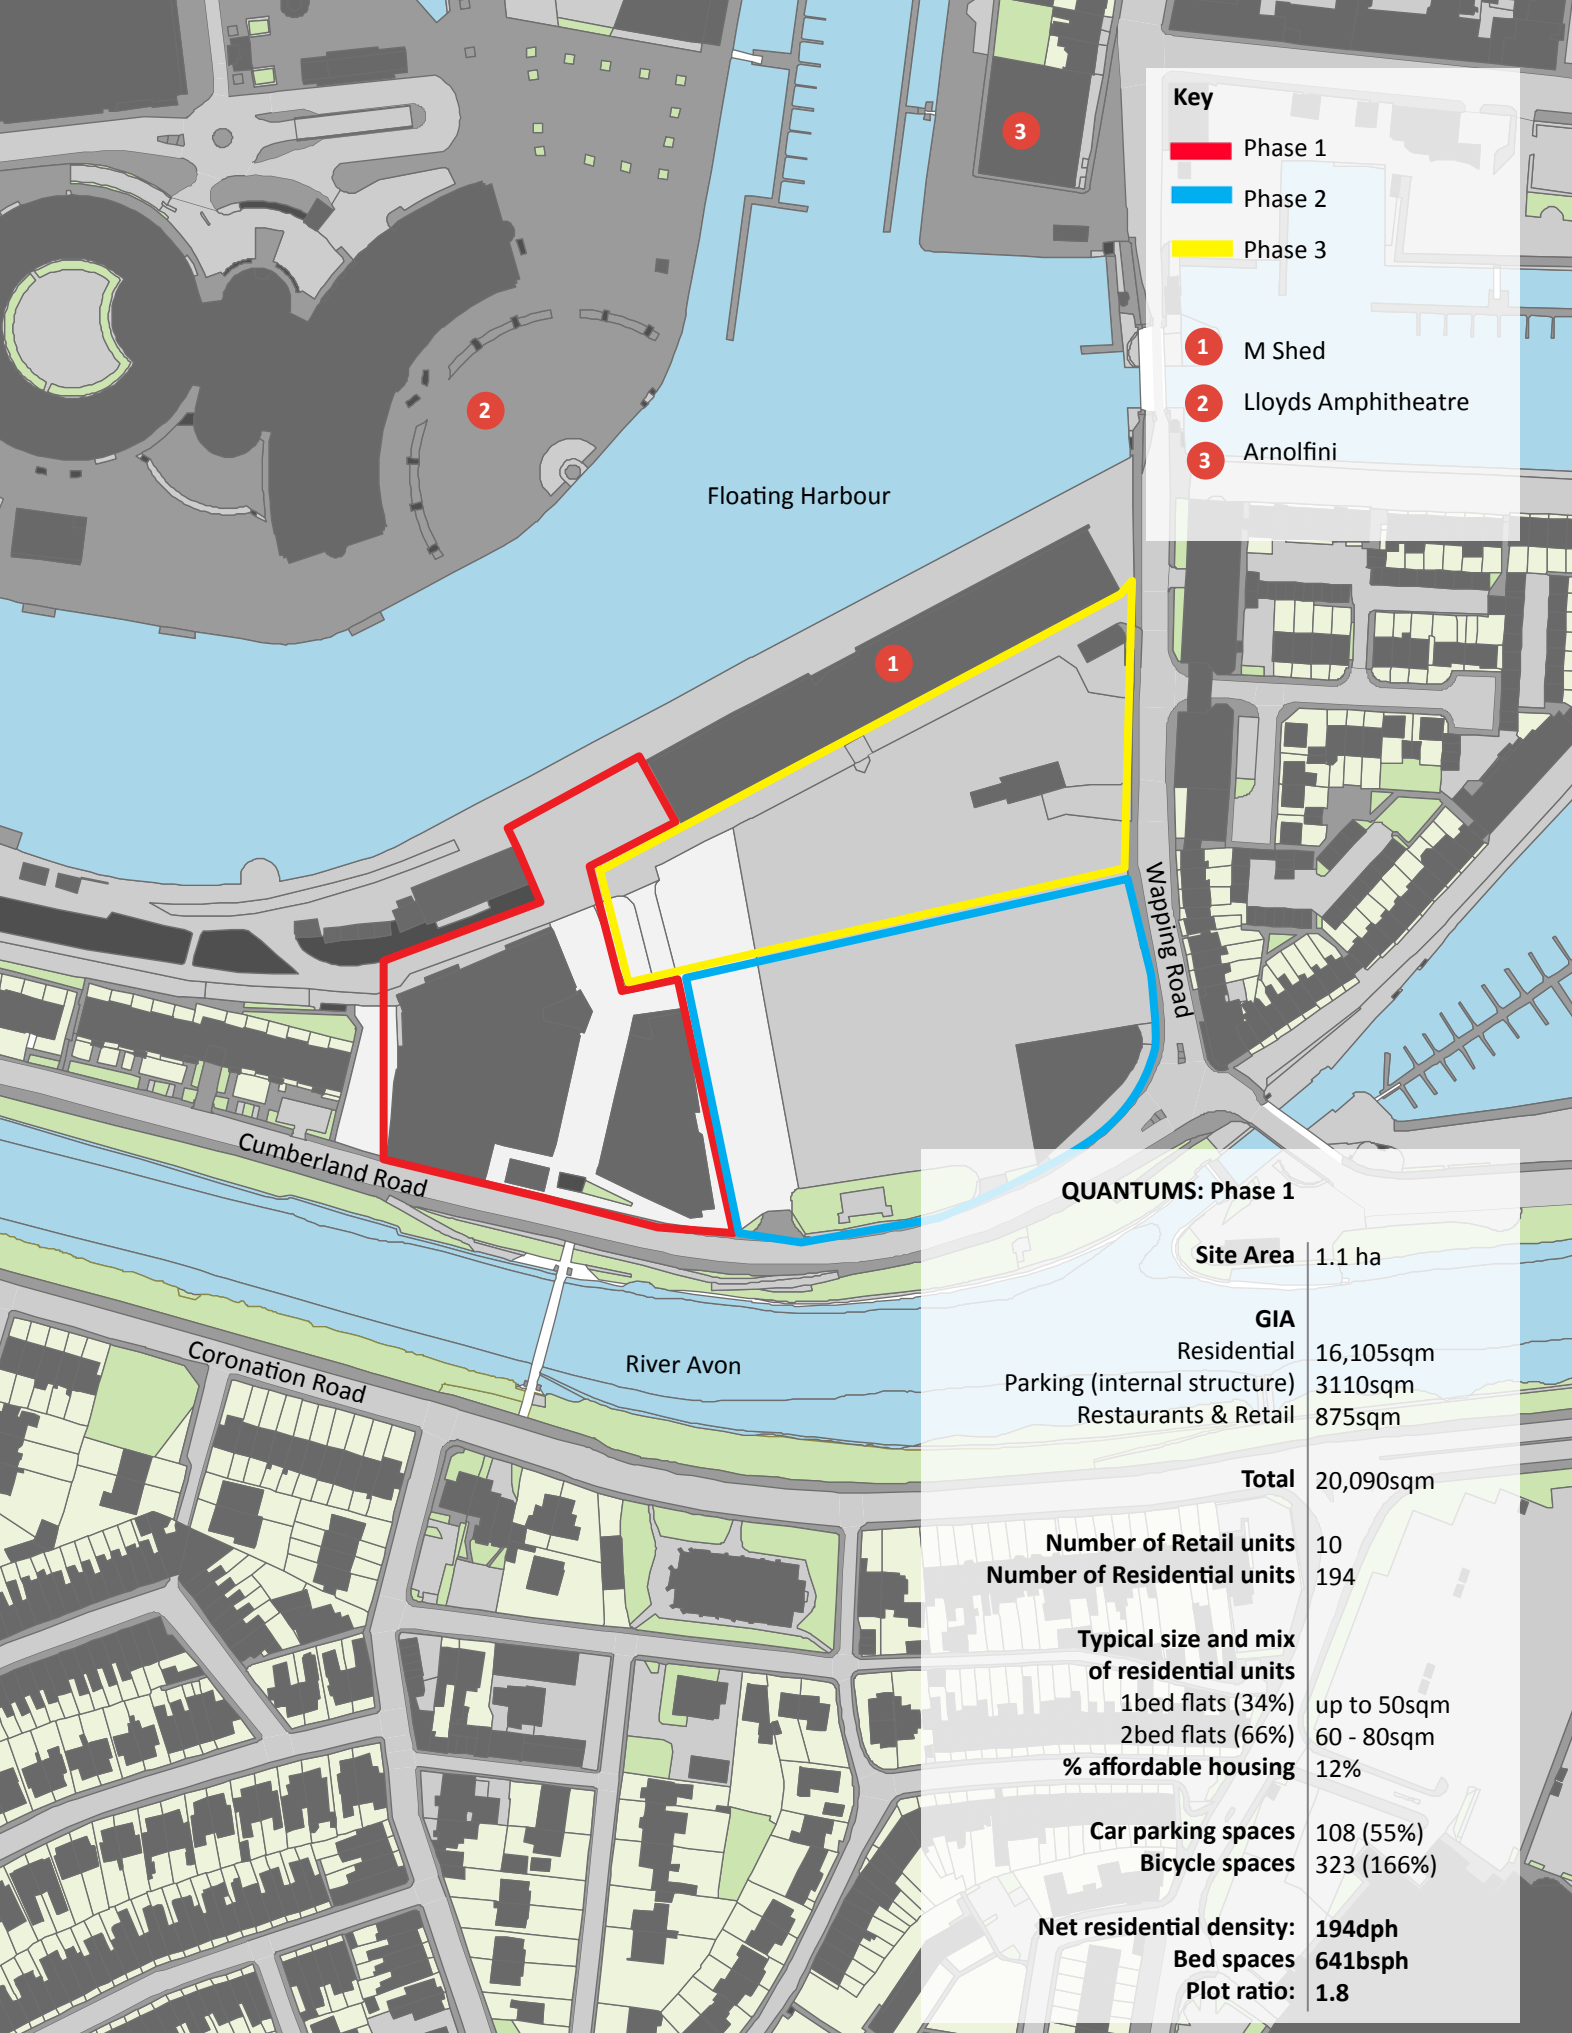 Key
Phase 1
Phase 2
Phase 3
1 M Shed
2 Lloyds Amphitheatre
3 Arnolfini
3
2
Floating Harbour
1
Wapping Road
Cumberland Road
Coronation Road
River Avon
QUANTUMS: Phase 1
Site Area 1.1 ha
GIA
Residential 16,105sqm
Parking (internal structure) 3110sqm
Restaurants & Retail 875sqm
Total 20,090sqm
Number of Retail units 10
Number of Residential units 194
Typical size and mix
of residential units
1bed flats (34%) up to 50sqm
2bed flats (66%) 60 - 80sqm
% affordable housing 12%
Car parking spaces 108 (55%)
Bicycle spaces 323 (166%)
Net residential density: 194dph
Bed spaces 641bsph
Plot ratio: 1.8